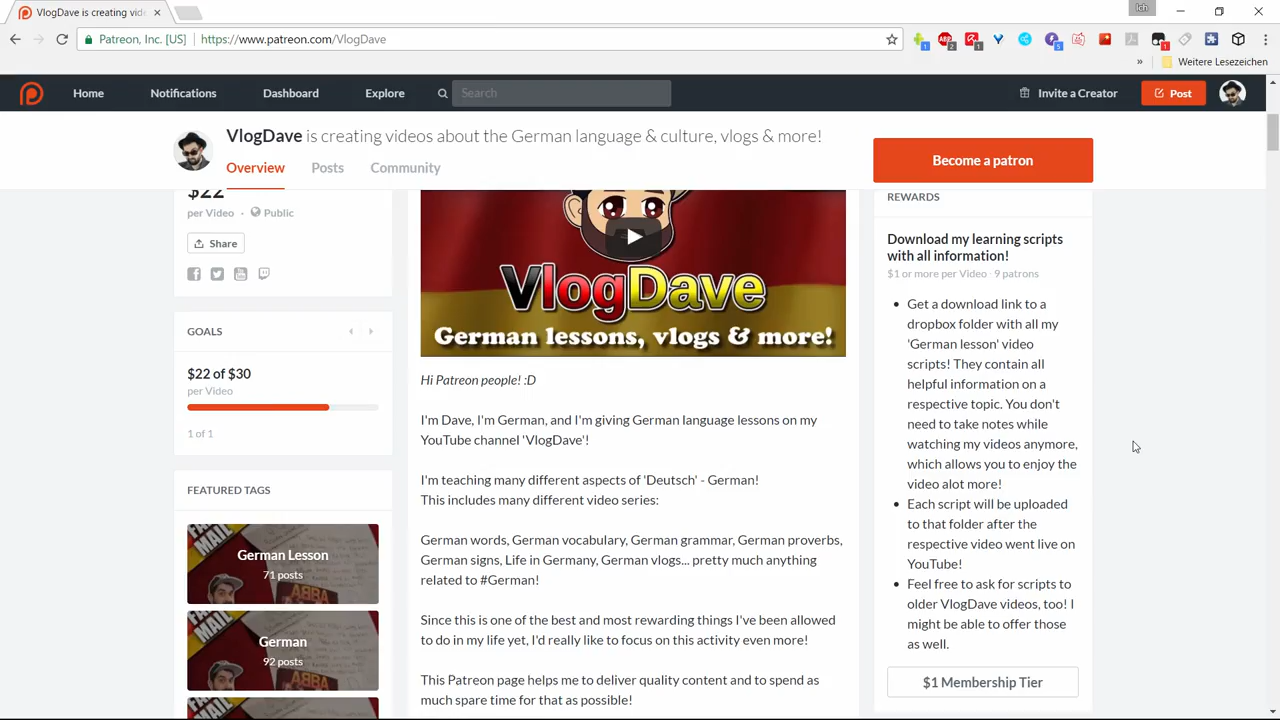 VlogDave is creating vide
Ich
Patreon, Inc. [US]
https://www.patreon.com/VlogDave
Weitere Lesezeichen
Home
Notifications
Dashboard
Explore
Search
Invite a Creator
Post
VlogDave is creating videos about the German language & culture, vlogs & more!
Overview
Posts
Community
Become a patron
$22
per Video · Public
Share
GOALS
$22 of $30
per Video
1 of 1
FEATURED TAGS
German Lesson
71 posts
German
92 posts
VlogDave
German lessons, vlogs & more!
Hi Patreon people! :D
I'm Dave, I'm German, and I'm giving German language lessons on my
YouTube channel 'VlogDave'!
I'm teaching many different aspects of 'Deutsch' - German!
This includes many different video series:
German words, German vocabulary, German grammar, German proverbs,
German signs, Life in Germany, German vlogs... pretty much anything
related to #German!
Since this is one of the best and most rewarding things I've been allowed
to do in my life yet, I'd really like to focus on this activity even more!
This Patreon page helps me to deliver quality content and to spend as
much spare time for that as possible!
REWARDS
Download my learning scripts
with all information!
$1 or more per Video · 9 patrons
Get a download link to a
dropbox folder with all my
'German lesson' video
scripts! They contain all
helpful information on a
respective topic. You don't
need to take notes while
watching my videos anymore,
which allows you to enjoy the
video alot more!
Each script will be uploaded
to that folder after the
respective video went live on
YouTube!
Feel free to ask for scripts to
older VlogDave videos, too! I
might be able to offer those
as well.
$1 Membership Tier